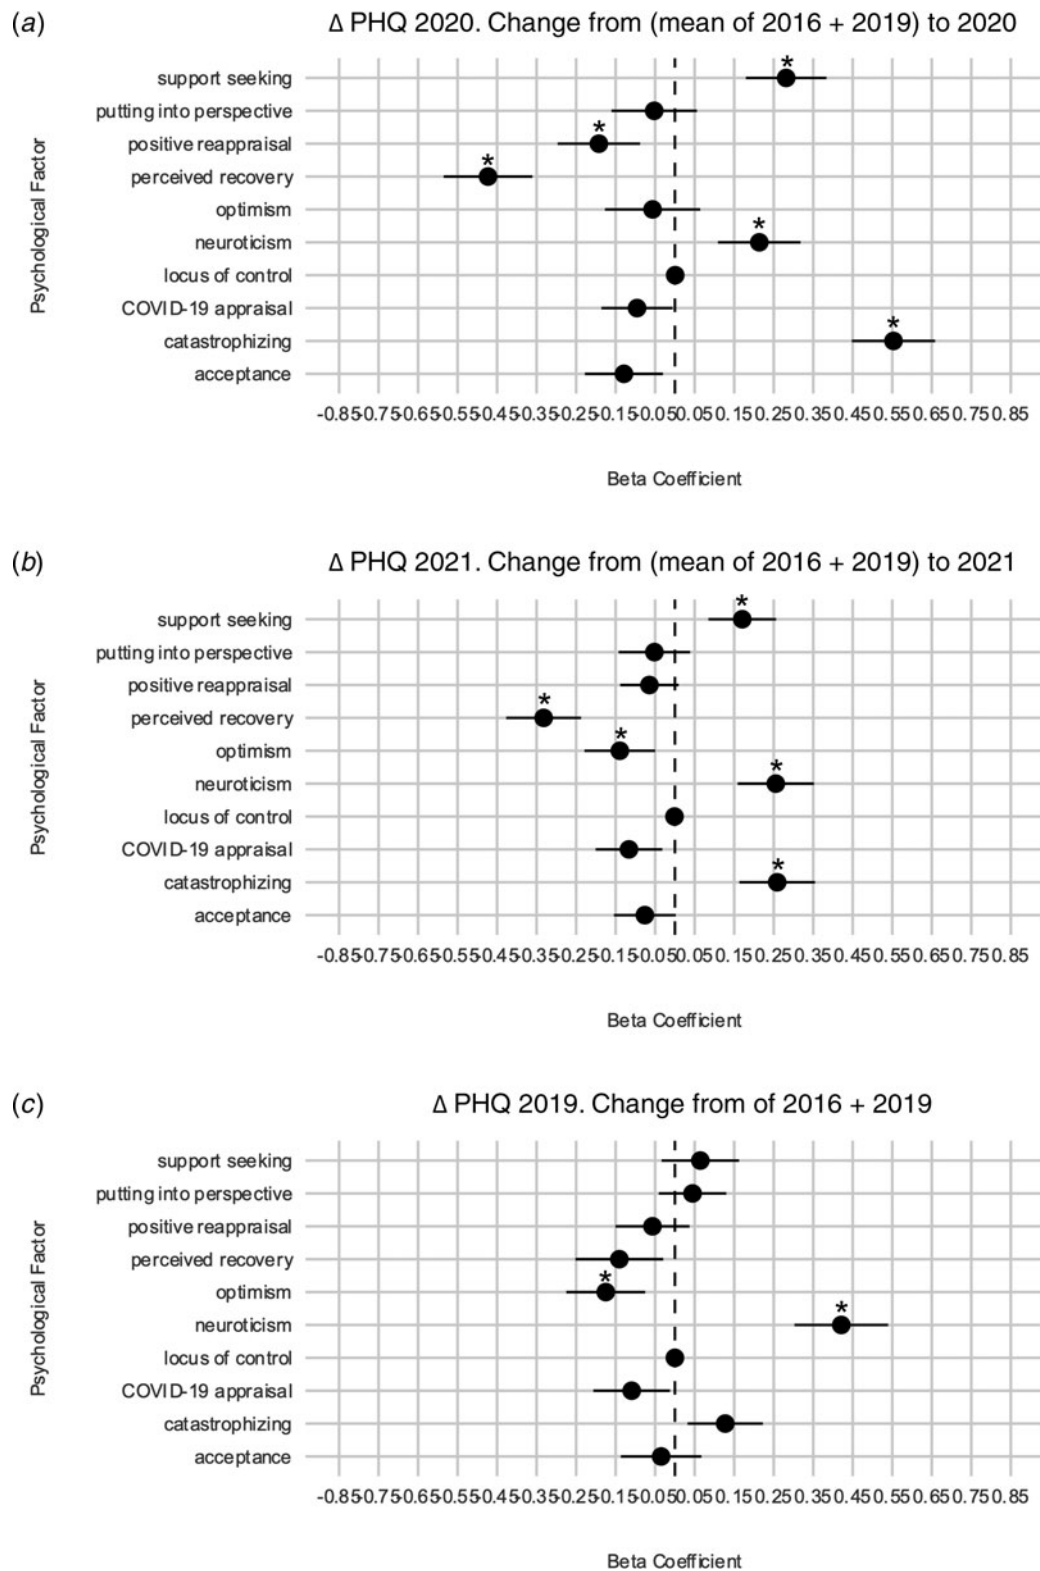 (a) Δ PHQ 2020. Change from (mean of 2016 + 2019) to 2020
Psychological Factor
support seeking
*
putting into perspective
positive reappraisal
*
perceived recovery
*
optimism
neuroticism
*
locus of control
COVID-19 appraisal
catastrophizing
*
acceptance
-0.85 -0.75 -0.65 -0.55 -0.45 -0.35 -0.25 -0.15 -0.05 0.05 0.15 0.25 0.35 0.45 0.55 0.65 0.75 0.85
Beta Coefficient
(b) Δ PHQ 2021. Change from (mean of 2016 + 2019) to 2021
Psychological Factor
support seeking
*
putting into perspective
positive reappraisal
perceived recovery
*
optimism
*
neuroticism
*
locus of control
COVID-19 appraisal
catastrophizing
*
acceptance
-0.85 -0.75 -0.65 -0.55 -0.45 -0.35 -0.25 -0.15 -0.05 0.05 0.15 0.25 0.35 0.45 0.55 0.65 0.75 0.85
Beta Coefficient
(c) Δ PHQ 2019. Change from of 2016 + 2019
Psychological Factor
support seeking
putting into perspective
positive reappraisal
perceived recovery
optimism
*
neuroticism
*
locus of control
COVID-19 appraisal
catastrophizing
acceptance
-0.85 -0.75 -0.65 -0.55 -0.45 -0.35 -0.25 -0.15 -0.05 0.05 0.15 0.25 0.35 0.45 0.55 0.65 0.75 0.85
Beta Coefficient